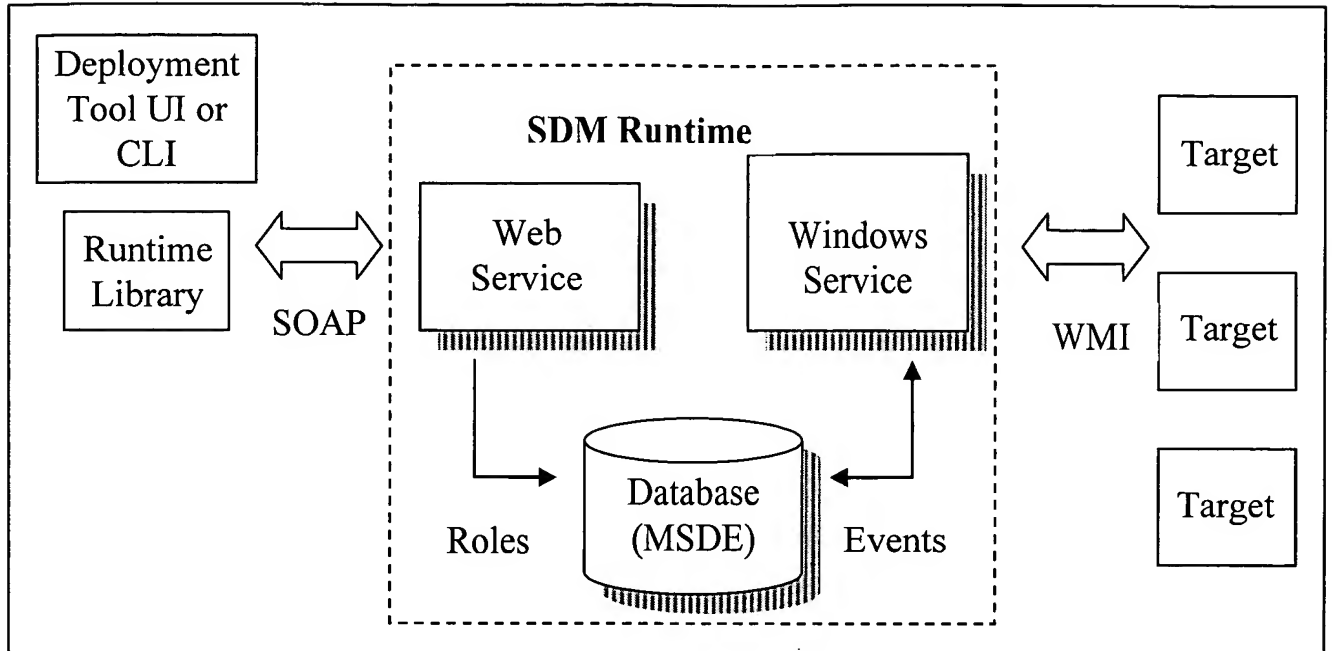 Deployment
Tool UI or
CLI
Runtime
Library
SOAP
SDM Runtime
Web
Service
Windows
Service
Roles
Database
(MSDE)
Events
WMI
Target
Target
Target